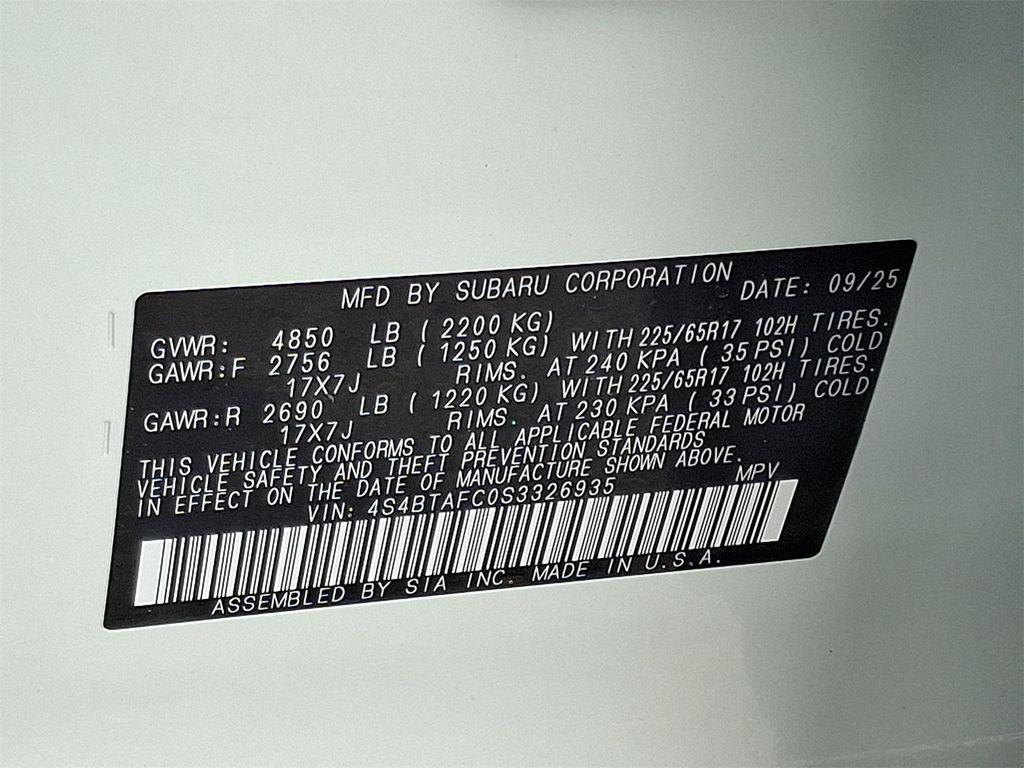 MFD BY SUBARU CORPORATION DATE: 09/25
GVWR: 4850 LB ( 2200 KG)
GAWR:F 2756 LB ( 1250 KG) WITH 225/65R17 102H TIRES.
17X7J RIMS. AT 240 KPA ( 35 PSI) COLD
GAWR:R 2690 LB ( 1220 KG) WITH 225/65R17 102H TIRES.
17X7J RIMS. AT 230 KPA ( 33 PSI) COLD
THIS VEHICLE CONFORMS TO ALL APPLICABLE FEDERAL MOTOR
VEHICLE SAFETY AND THEFT PREVENTION STANDARDS
IN EFFECT ON THE DATE OF MANUFACTURE SHOWN ABOVE.
VIN: 4S4BTAFC0S3326935 MPV
ASSEMBLED BY SIA INC. MADE IN U.S.A.